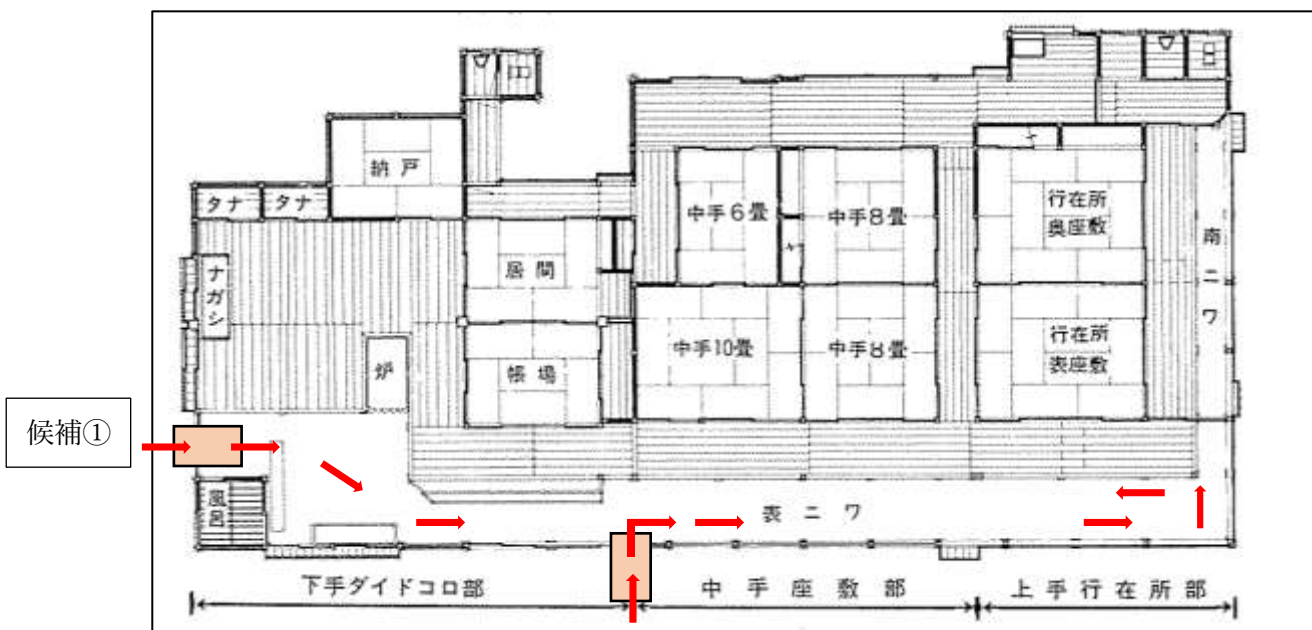 納戸
タナ
タナ
中手6畳
中手8畳
行在所
奥座敷
南ニワ
ナガシ
居間
炉
帳場
中手10畳
中手8畳
行在所
表座敷
候補①
風呂
表ニワ
下手ダイドコロ部
中手座敷部
上手行在所部